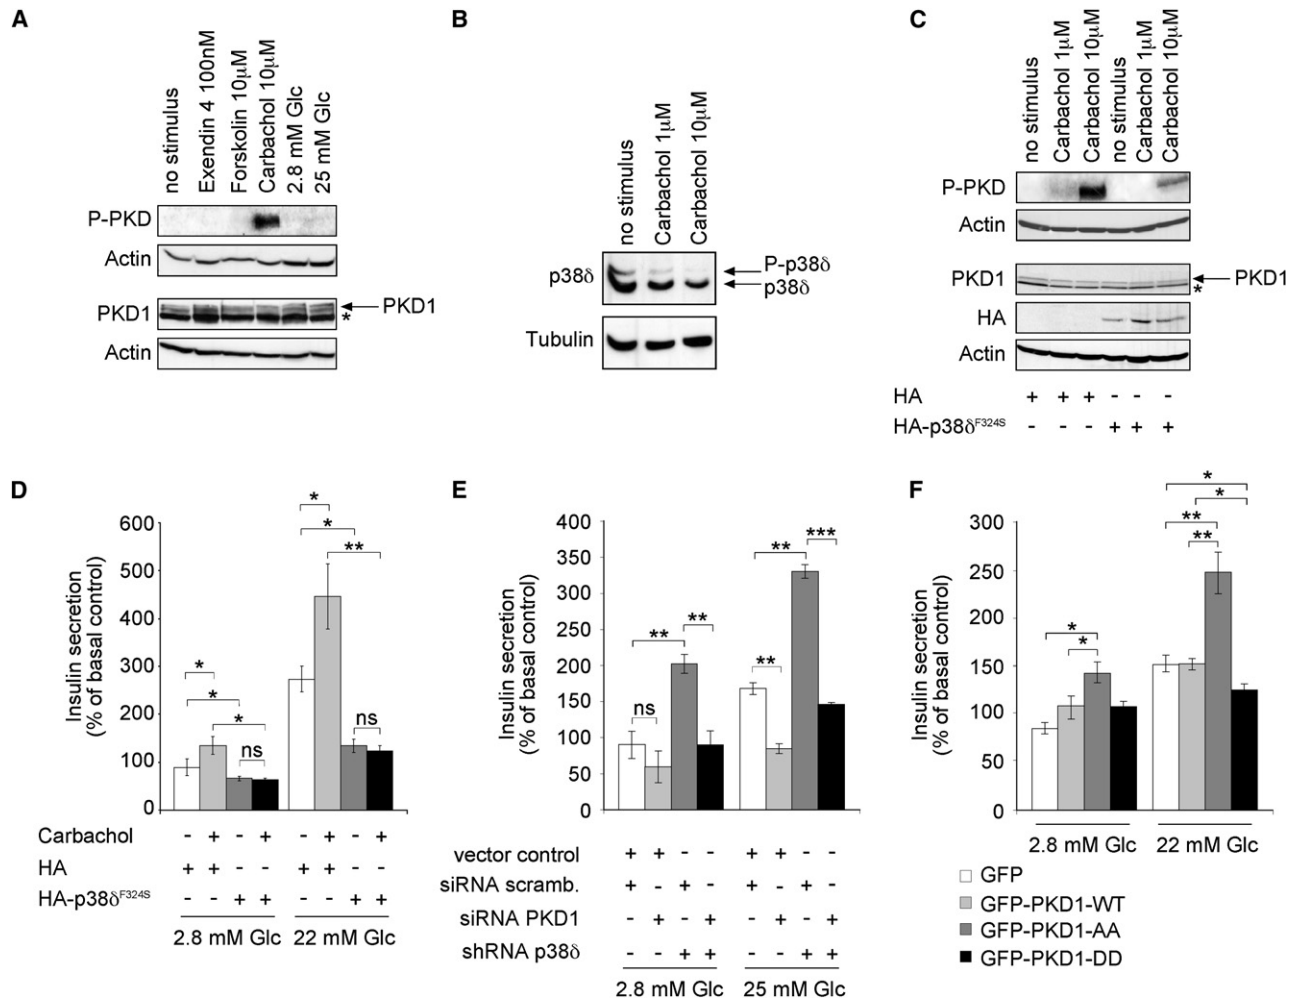 A
no stimulus
Exendin 4 100nM
Forskolin 10µM
Carbachol 10µM
2.8 mM Glc
25 mM Glc
P-PKD
Actin
PKD1
PKD1
*
Actin
B
no stimulus
Carbachol 1µM
Carbachol 10µM
p38δ
P-p38δ
p38δ
Tubulin
C
no stimulus
Carbachol 1µM
Carbachol 10µM
no stimulus
Carbachol 1µM
Carbachol 10µM
P-PKD
Actin
PKD1
PKD1
*
HA
Actin
HA + + + - - -
HA-p38δF324S - - - + + +
D
Insulin secretion
(% of basal control)
600
500
400
300
200
100
0
* * * ns * * ** ns
Carbachol - + - + - + - +
HA + + - - + + - -
HA-p38δF324S - - + + - - + +
2.8 mM Glc 22 mM Glc
E
Insulin secretion
(% of basal control)
400
350
300
250
200
150
100
50
0
ns ** ** ** ** ***
vector control + + - - + + - -
siRNA scramb. + - + - + - + -
siRNA PKD1 - + - + - + - +
shRNA p38δ - - + + - - + +
2.8 mM Glc 25 mM Glc
F
Insulin secretion
(% of basal control)
300
250
200
150
100
50
0
* * * * ** **
2.8 mM Glc 22 mM Glc
GFP
GFP-PKD1-WT
GFP-PKD1-AA
GFP-PKD1-DD